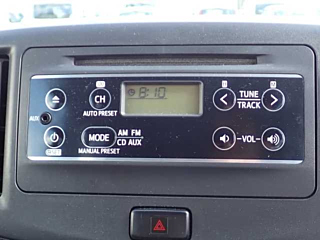 8:10
CH
TUNE
TRACK
AUTO PRESET
AUX
MODE
AM FM
CD AUX
-VOL-
MANUAL PRESET